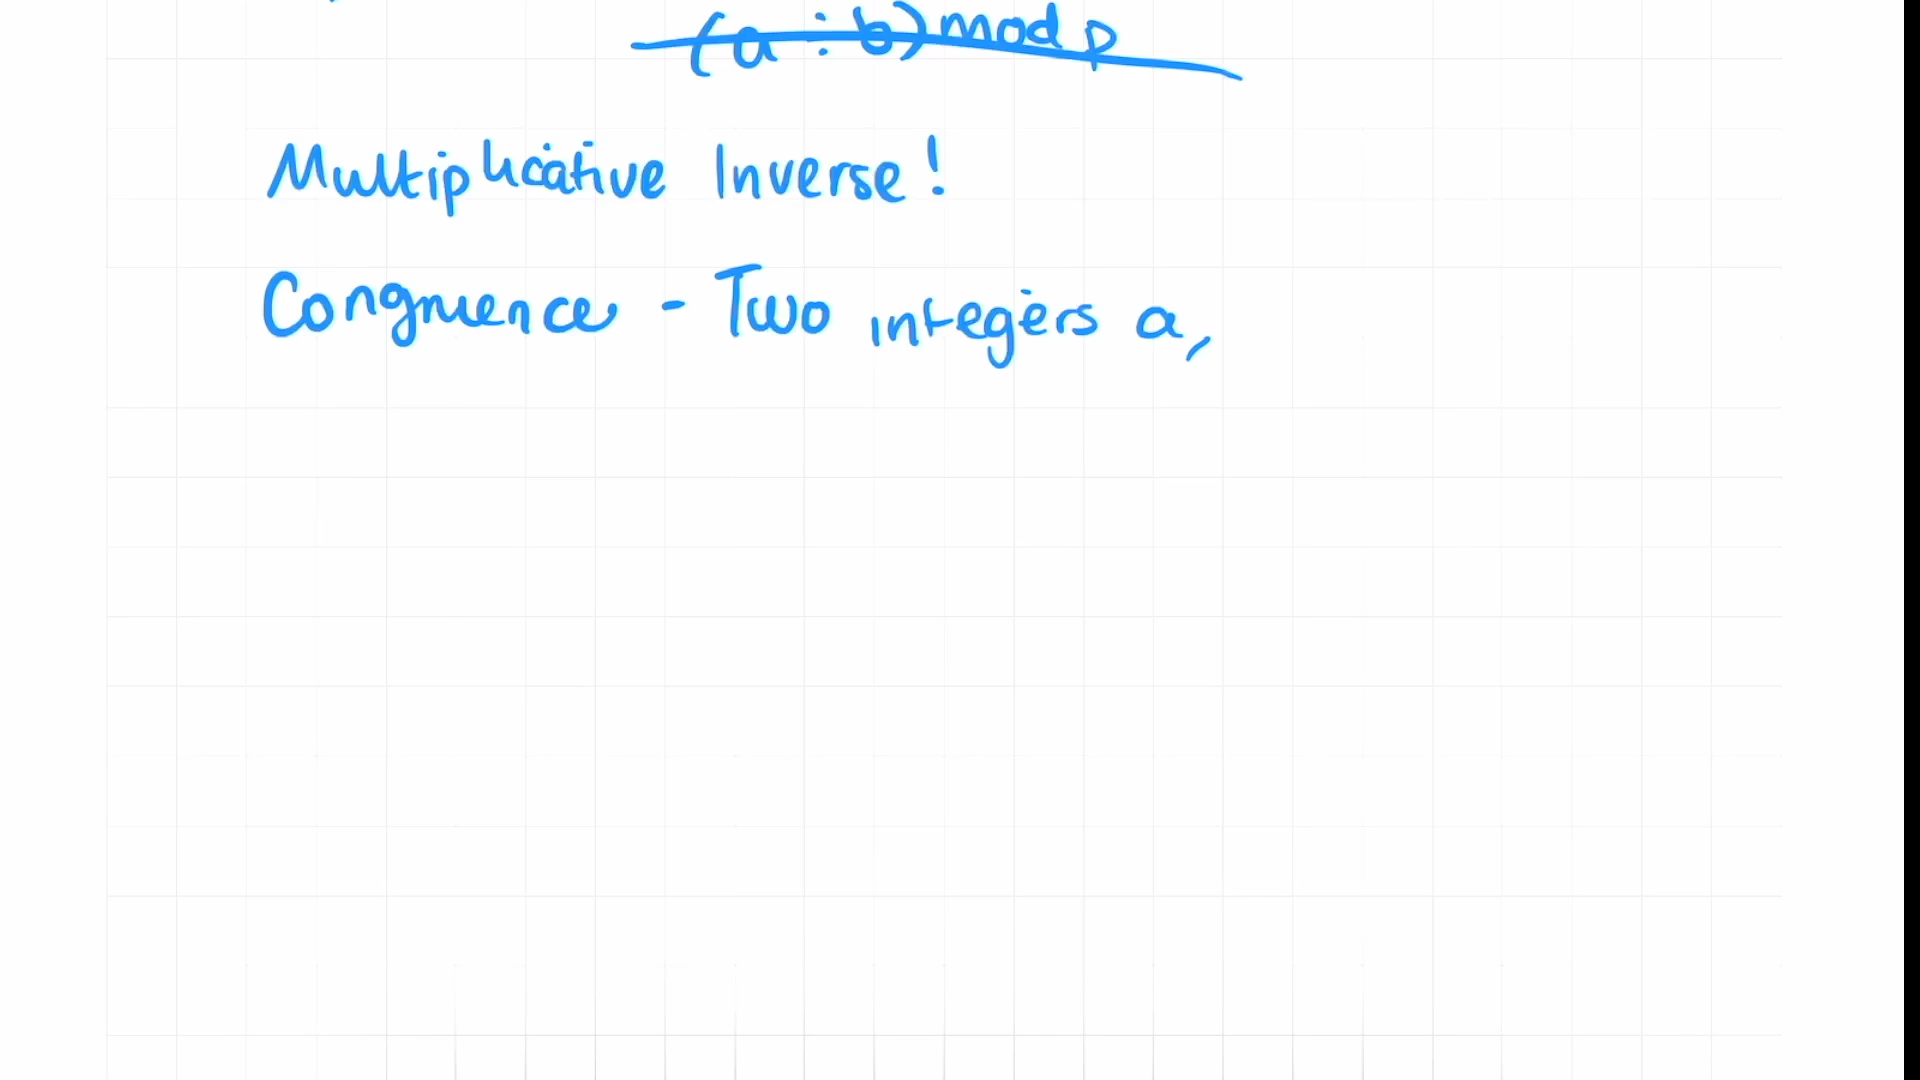 (a ÷ b) mod p
Multiplicative Inverse!
Congruence - Two integers a,